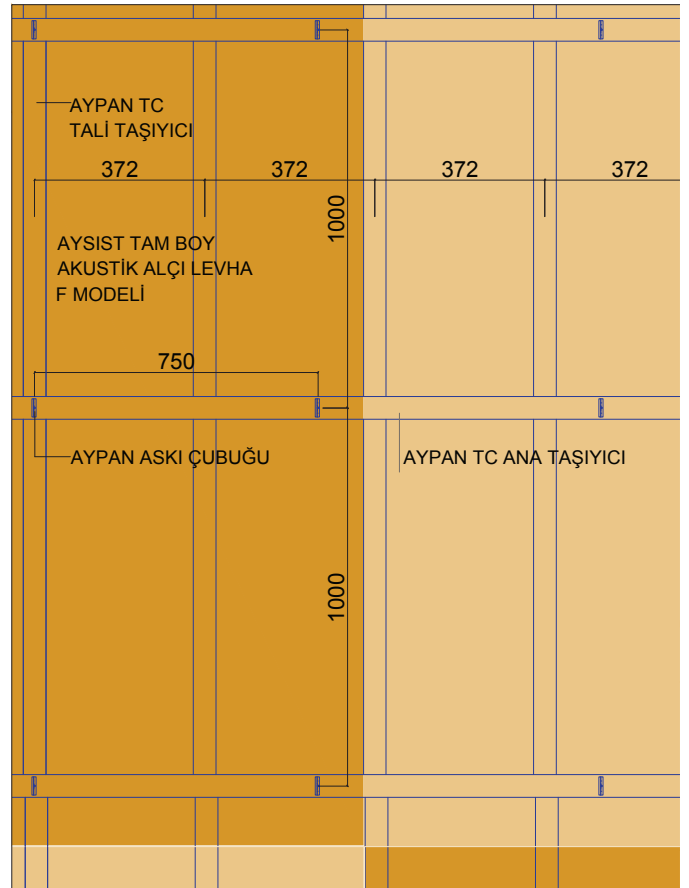 AYPAN TC
TALİ TAŞIYICI
372
372
372
372
1000
AYSIST TAM BOY
AKUSTİK ALÇI LEVHA
F MODELİ
750
AYPAN ASKI ÇUBUĞU
AYPAN TC ANA TAŞIYICI
1000